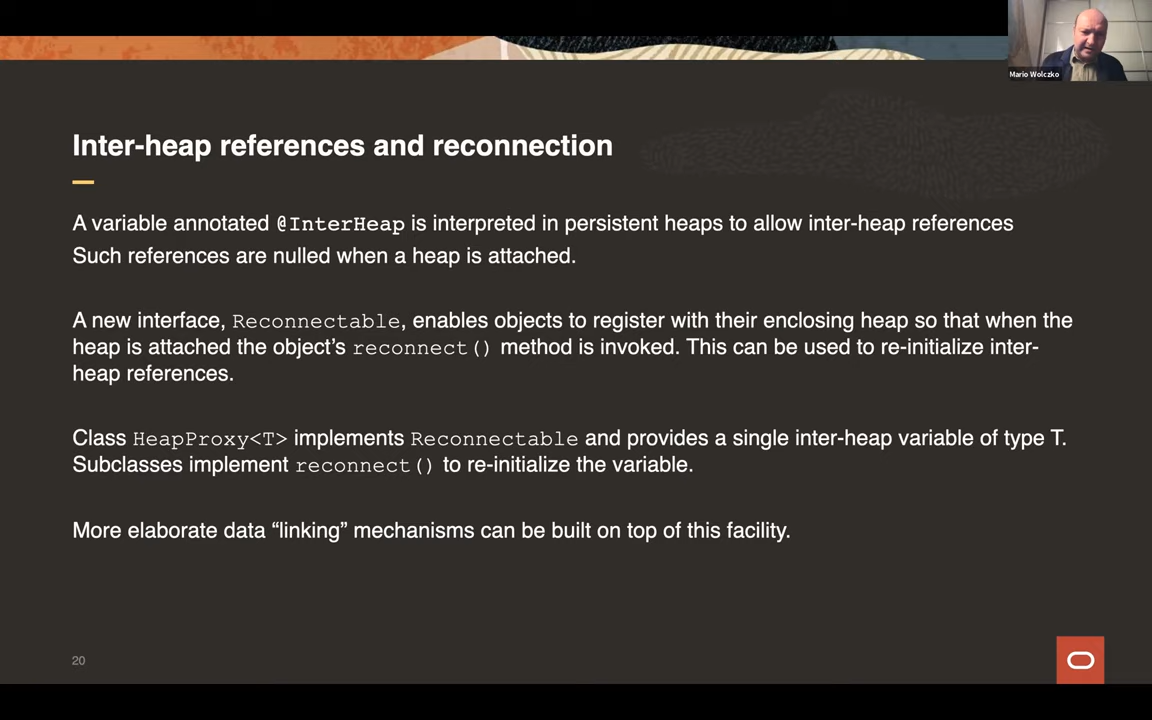 Mario Wolczko
Inter-heap references and reconnection
A variable annotated @InterHeap is interpreted in persistent heaps to allow inter-heap references
Such references are nulled when a heap is attached.
A new interface, Reconnectable, enables objects to register with their enclosing heap so that when the
heap is attached the object’s reconnect() method is invoked. This can be used to re-initialize inter-
heap references.
Class HeapProxy<T> implements Reconnectable and provides a single inter-heap variable of type T.
Subclasses implement reconnect() to re-initialize the variable.
More elaborate data “linking” mechanisms can be built on top of this facility.
20